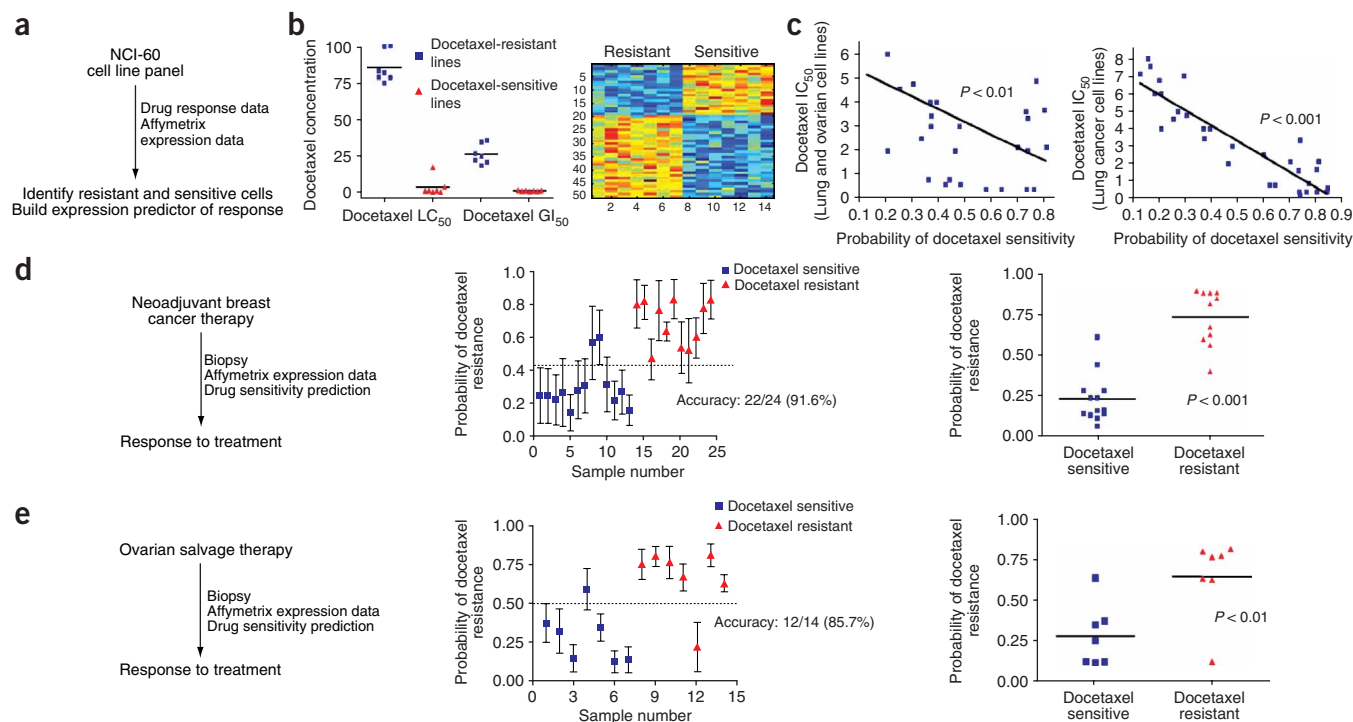 a
NCI-60
cell line panel
Drug response data
Affymetrix
expression data
Identify resistant and sensitive cells
Build expression predictor of response
b
Docetaxel concentration
100
75
50
25
0
Docetaxel LC50
Docetaxel GI50
Docetaxel-resistant
lines
Docetaxel-sensitive
lines
Resistant
Sensitive
5
10
15
20
25
30
35
40
45
50
2 4 6 8 10 12 14
c
Docetaxel IC50
(Lung and ovarian cell lines)
6
5
4
3
2
1
0
P < 0.01
0.1 0.2 0.3 0.4 0.5 0.6 0.7 0.8
Probability of docetaxel sensitivity
Docetaxel IC50
(Lung cancer cell lines)
8
7
6
5
4
3
2
1
0
P < 0.001
0.1 0.2 0.3 0.4 0.5 0.6 0.7 0.8 0.9
Probability of docetaxel sensitivity
d
Neoadjuvant breast
cancer therapy
Biopsy
Affymetrix expression data
Drug sensitivity prediction
Response to treatment
Probability of docetaxel
resistance
1.0
0.8
0.6
0.4
0.2
0.0
Docetaxel sensitive
Docetaxel resistant
Accuracy: 22/24 (91.6%)
0 5 10 15 20 25
Sample number
Probability of docetaxel
resistance
1.00
0.75
0.50
0.25
0.00
P < 0.001
Docetaxel
sensitive
Docetaxel
resistant
e
Ovarian salvage therapy
Biopsy
Affymetrix expression data
Drug sensitivity prediction
Response to treatment
Probability of docetaxel
resistance
1.00
0.75
0.50
0.25
0.00
Docetaxel sensitive
Docetaxel resistant
Accuracy: 12/14 (85.7%)
0 3 6 9 12 15
Sample number
Probability of docetaxel
resistance
1.00
0.75
0.50
0.25
0.00
P < 0.01
Docetaxel
sensitive
Docetaxel
resistant